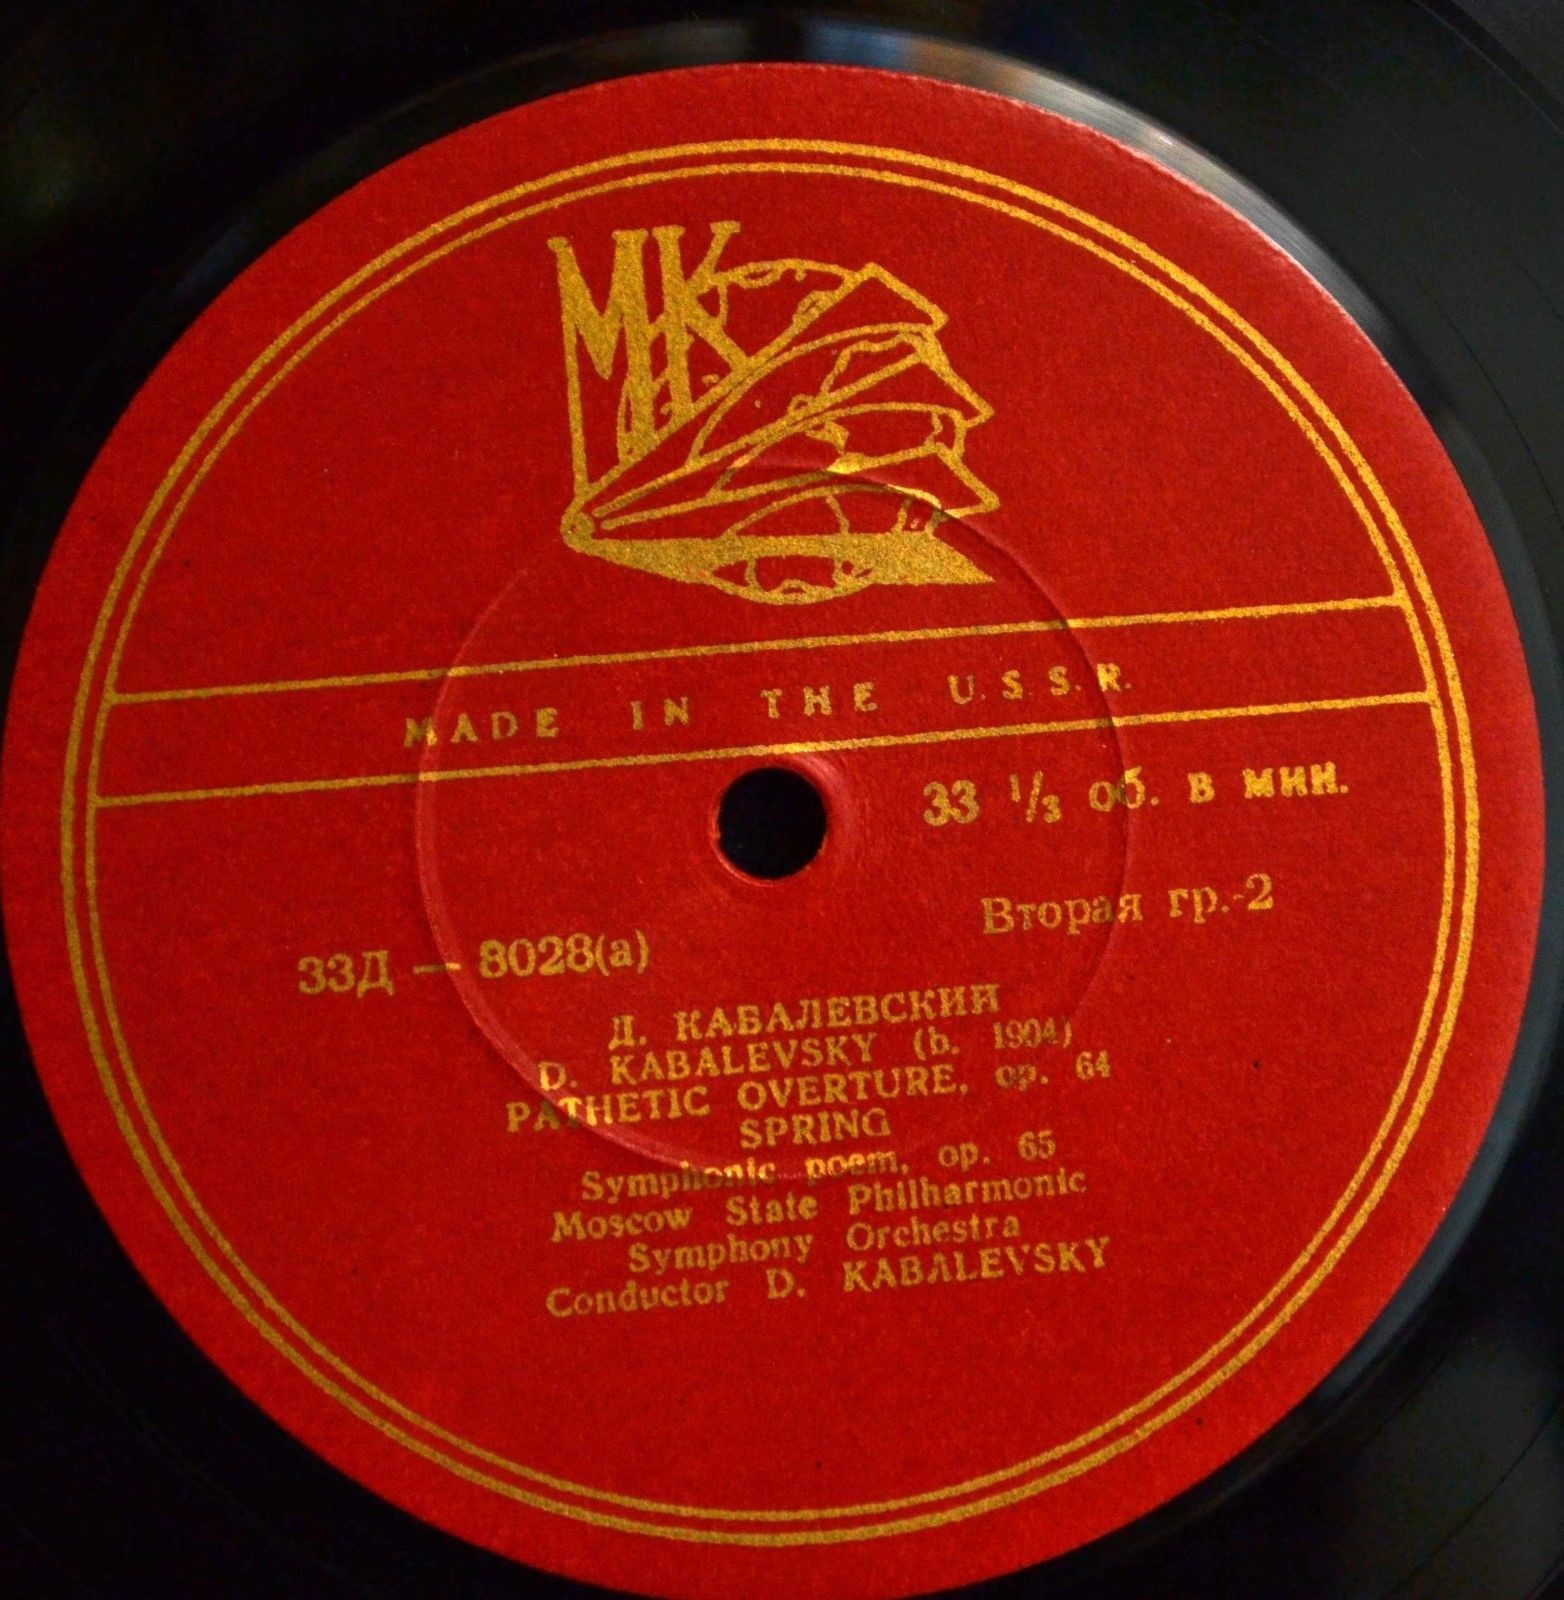 МК
MADE IN THE U.S.S.R.
33 1/3 об. в мин.
Вторая гр.-2
33Д — 8028(а)
Д. КАБАЛЕВСКИЙ
D. KABALEVSKY (b. 1904)
PATHETIC OVERTURE, op. 64
SPRING
Symphonic poem, op. 65
Moscow State Philharmonic
Symphony Orchestra
Conductor D. KABALEVSKY